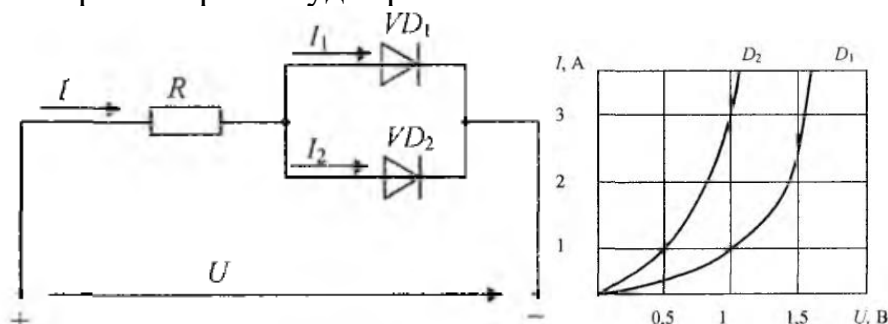 VD₁
I₁
I
R
VD₂
I₂
U
+ −
I, А
D₂ D₁
3
2
1
0,5 1 1,5 U, В